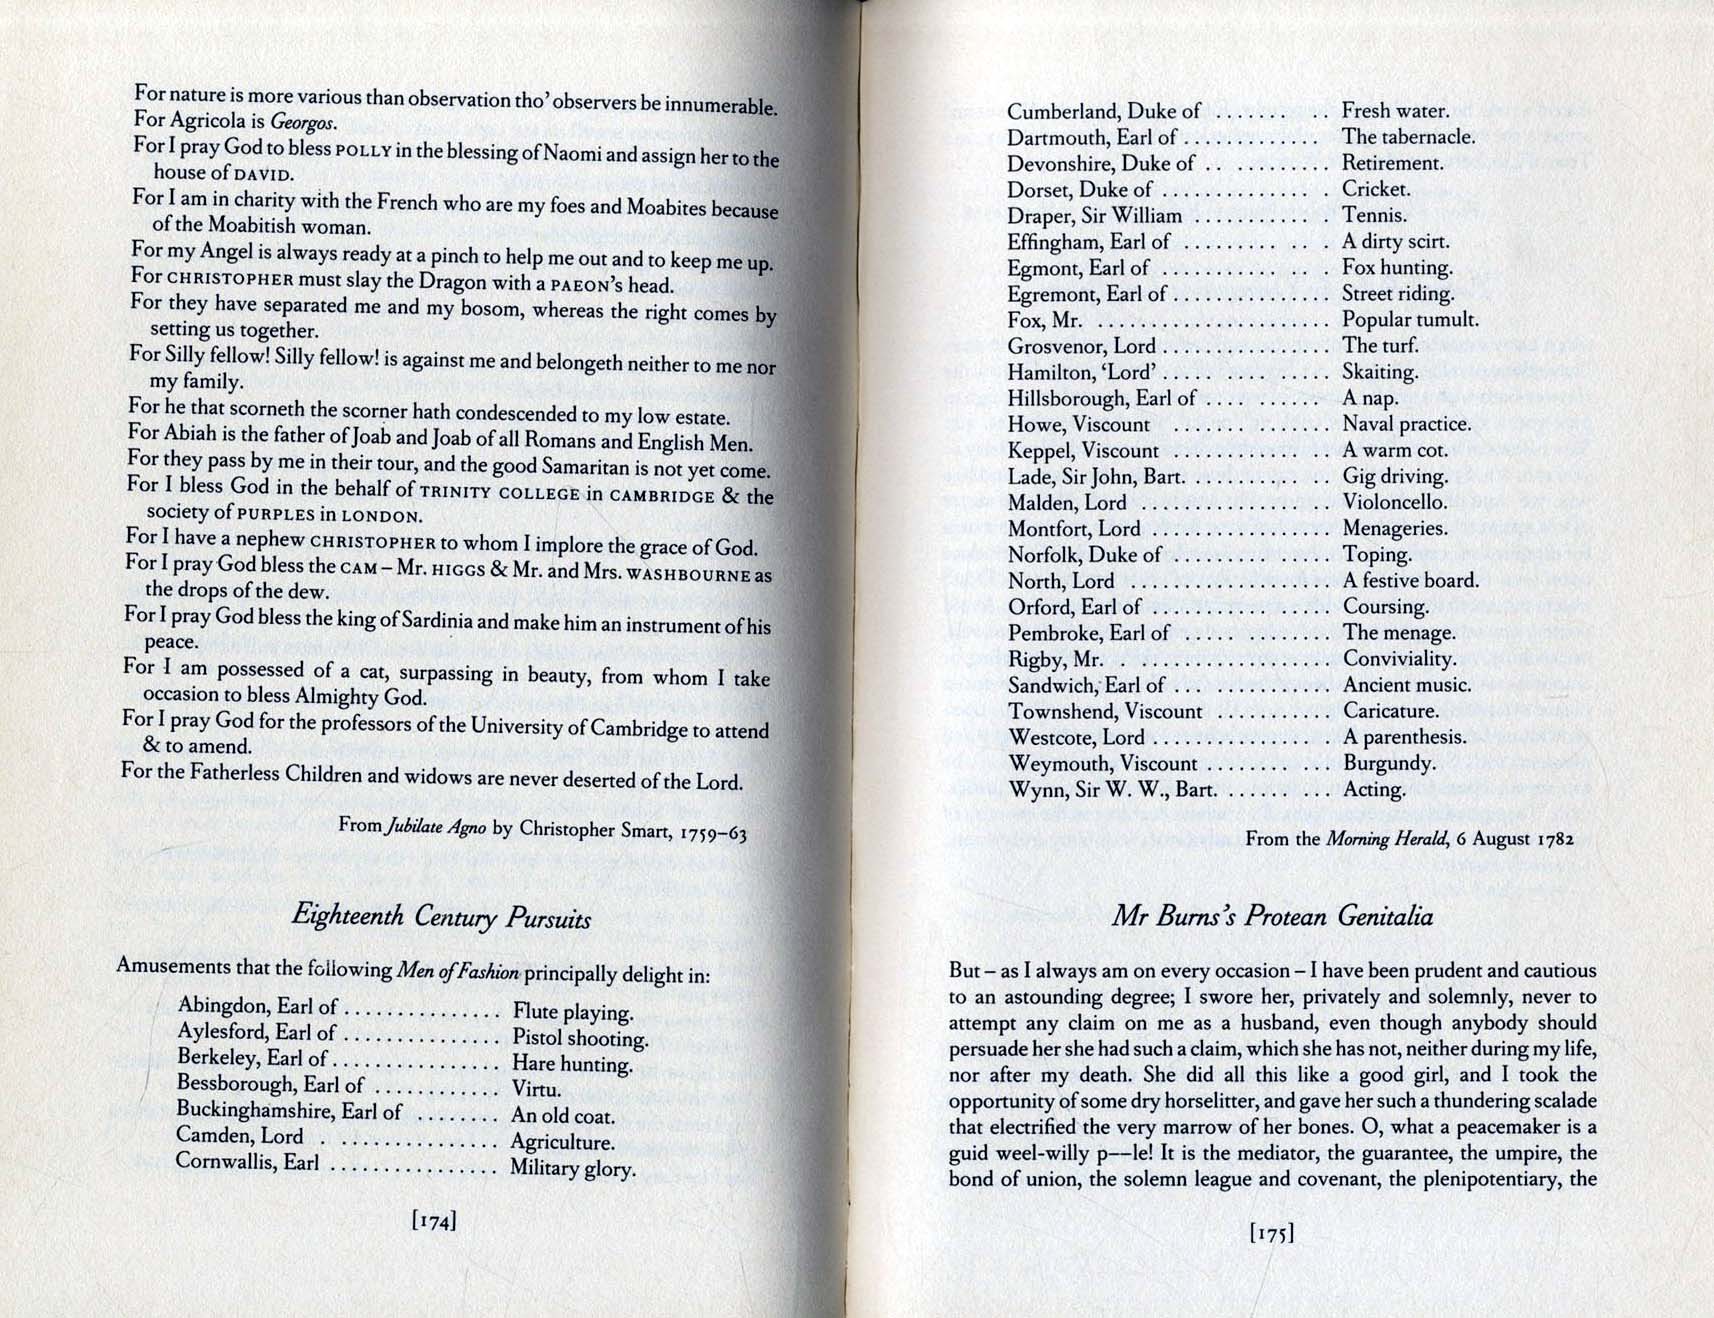 For nature is more various than observation tho' observers be innumerable.
For Agricola is Georgos.
For I pray God to bless POLLY in the blessing of Naomi and assign her to the
house of DAVID.
For I am in charity with the French who are my foes and Moabites because
of the Moabitish woman.
For my Angel is always ready at a pinch to help me out and to keep me up.
For CHRISTOPHER must slay the Dragon with a PAEON's head.
For they have separated me and my bosom, whereas the right comes by
setting us together.
For Silly fellow! Silly fellow! is against me and belongeth neither to me nor
my family.
For he that scorneth the scorner hath condescended to my low estate.
For Abiah is the father of Joab and Joab of all Romans and English Men.
For they pass by me in their tour, and the good Samaritan is not yet come.
For I bless God in the behalf of TRINITY COLLEGE in CAMBRIDGE & the
society of PURPLES in LONDON.
For I have a nephew CHRISTOPHER to whom I implore the grace of God.
For I pray God bless the CAM – Mr. HIGGS & Mr. and Mrs. WASHBOURNE as
the drops of the dew.
For I pray God bless the king of Sardinia and make him an instrument of his
peace.
For I am possessed of a cat, surpassing in beauty, from whom I take
occasion to bless Almighty God.
For I pray God for the professors of the University of Cambridge to attend
& to amend.
For the Fatherless Children and widows are never deserted of the Lord.
From Jubilate Agno by Christopher Smart, 1759–63
Eighteenth Century Pursuits
Amusements that the following Men of Fashion principally delight in:
Abingdon, Earl of . . . . . . . . . . . . . . . Flute playing.
Aylesford, Earl of . . . . . . . . . . . . . . . Pistol shooting.
Berkeley, Earl of . . . . . . . . . . . . . . . . Hare hunting.
Bessborough, Earl of . . . . . . . . . . . . Virtu.
Buckinghamshire, Earl of . . . . . . . . An old coat.
Camden, Lord . . . . . . . . . . . . . . . . Agriculture.
Cornwallis, Earl . . . . . . . . . . . . . . . . Military glory.
[174]
Cumberland, Duke of . . . . . . . . . Fresh water.
Dartmouth, Earl of . . . . . . . . . . . . . The tabernacle.
Devonshire, Duke of . . . . . . . . . . . Retirement.
Dorset, Duke of . . . . . . . . . . . . . . . Cricket.
Draper, Sir William . . . . . . . . . . . . Tennis.
Effingham, Earl of . . . . . . . . . . . . A dirty scirt.
Egmont, Earl of . . . . . . . . . . . . . . Fox hunting.
Egremont, Earl of . . . . . . . . . . . . . . . Street riding.
Fox, Mr. . . . . . . . . . . . . . . . . . . . . . . Popular tumult.
Grosvenor, Lord . . . . . . . . . . . . . . . . The turf.
Hamilton, 'Lord' . . . . . . . . . . . . . . . Skaiting.
Hillsborough, Earl of . . . . . . . . . . . A nap.
Howe, Viscount . . . . . . . . . . . . . . Naval practice.
Keppel, Viscount . . . . . . . . . . . . . . A warm cot.
Lade, Sir John, Bart. . . . . . . . . . . . . . Gig driving.
Malden, Lord . . . . . . . . . . . . . . . . . Violoncello.
Montfort, Lord . . . . . . . . . . . . . . . . Menageries.
Norfolk, Duke of . . . . . . . . . . . . . . Toping.
North, Lord . . . . . . . . . . . . . . . . . . A festive board.
Orford, Earl of . . . . . . . . . . . . . . . . Coursing.
Pembroke, Earl of . . . . . . . . . . . . . . The menage.
Rigby, Mr. . . . . . . . . . . . . . . . . . . . Conviviality.
Sandwich, Earl of . . . . . . . . . . . . . . . Ancient music.
Townshend, Viscount . . . . . . . . . . . Caricature.
Westcote, Lord . . . . . . . . . . . . . . . . . A parenthesis.
Weymouth, Viscount . . . . . . . . . . . Burgundy.
Wynn, Sir W. W., Bart. . . . . . . . . . . Acting.
From the Morning Herald, 6 August 1782
Mr Burns's Protean Genitalia
But – as I always am on every occasion – I have been prudent and cautious
to an astounding degree; I swore her, privately and solemnly, never to
attempt any claim on me as a husband, even though anybody should
persuade her she had such a claim, which she has not, neither during my life,
nor after my death. She did all this like a good girl, and I took the
opportunity of some dry horselitter, and gave her such a thundering scalade
that electrified the very marrow of her bones. O, what a peacemaker is a
guid weel-willy p––le! It is the mediator, the guarantee, the umpire, the
bond of union, the solemn league and covenant, the plenipotentiary, the
[175]